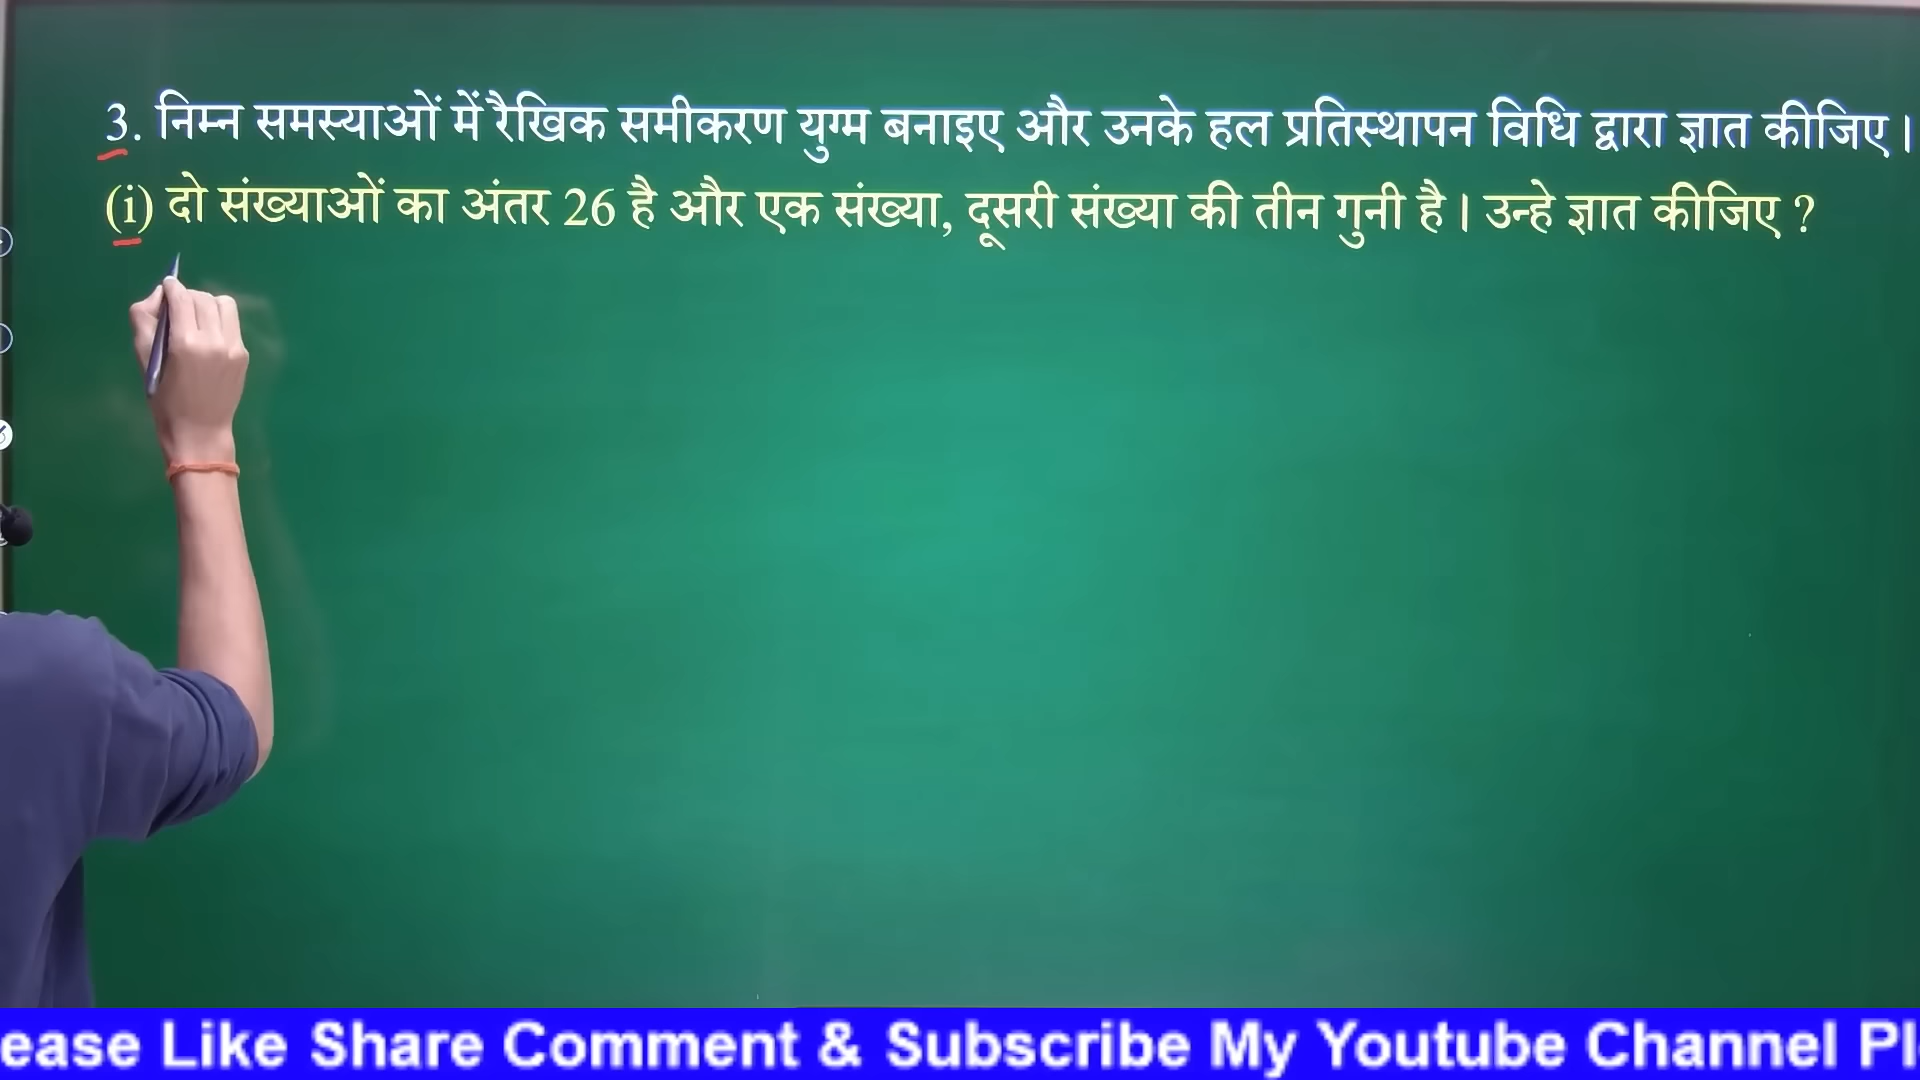 3. निम्न समस्याओं में रैखिक समीकरण युग्म बनाइए और उनके हल प्रतिस्थापन विधि द्वारा ज्ञात कीजिए।
(i) दो संख्याओं का अंतर 26 है और एक संख्या, दूसरी संख्या की तीन गुनी है। उन्हे ज्ञात कीजिए ?
ease Like Share Comment & Subscribe My Youtube Channel Pl